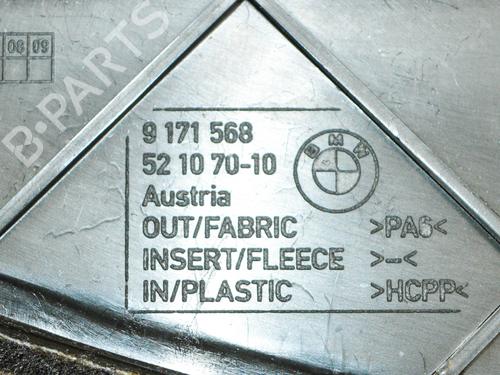 08 09
B-PARTS
9 171 568
52 10 70-10
BMW
Austria
OUT/FABRIC >PA6<
INSERT/FLEECE >-<
IN/PLASTIC >HCPP<